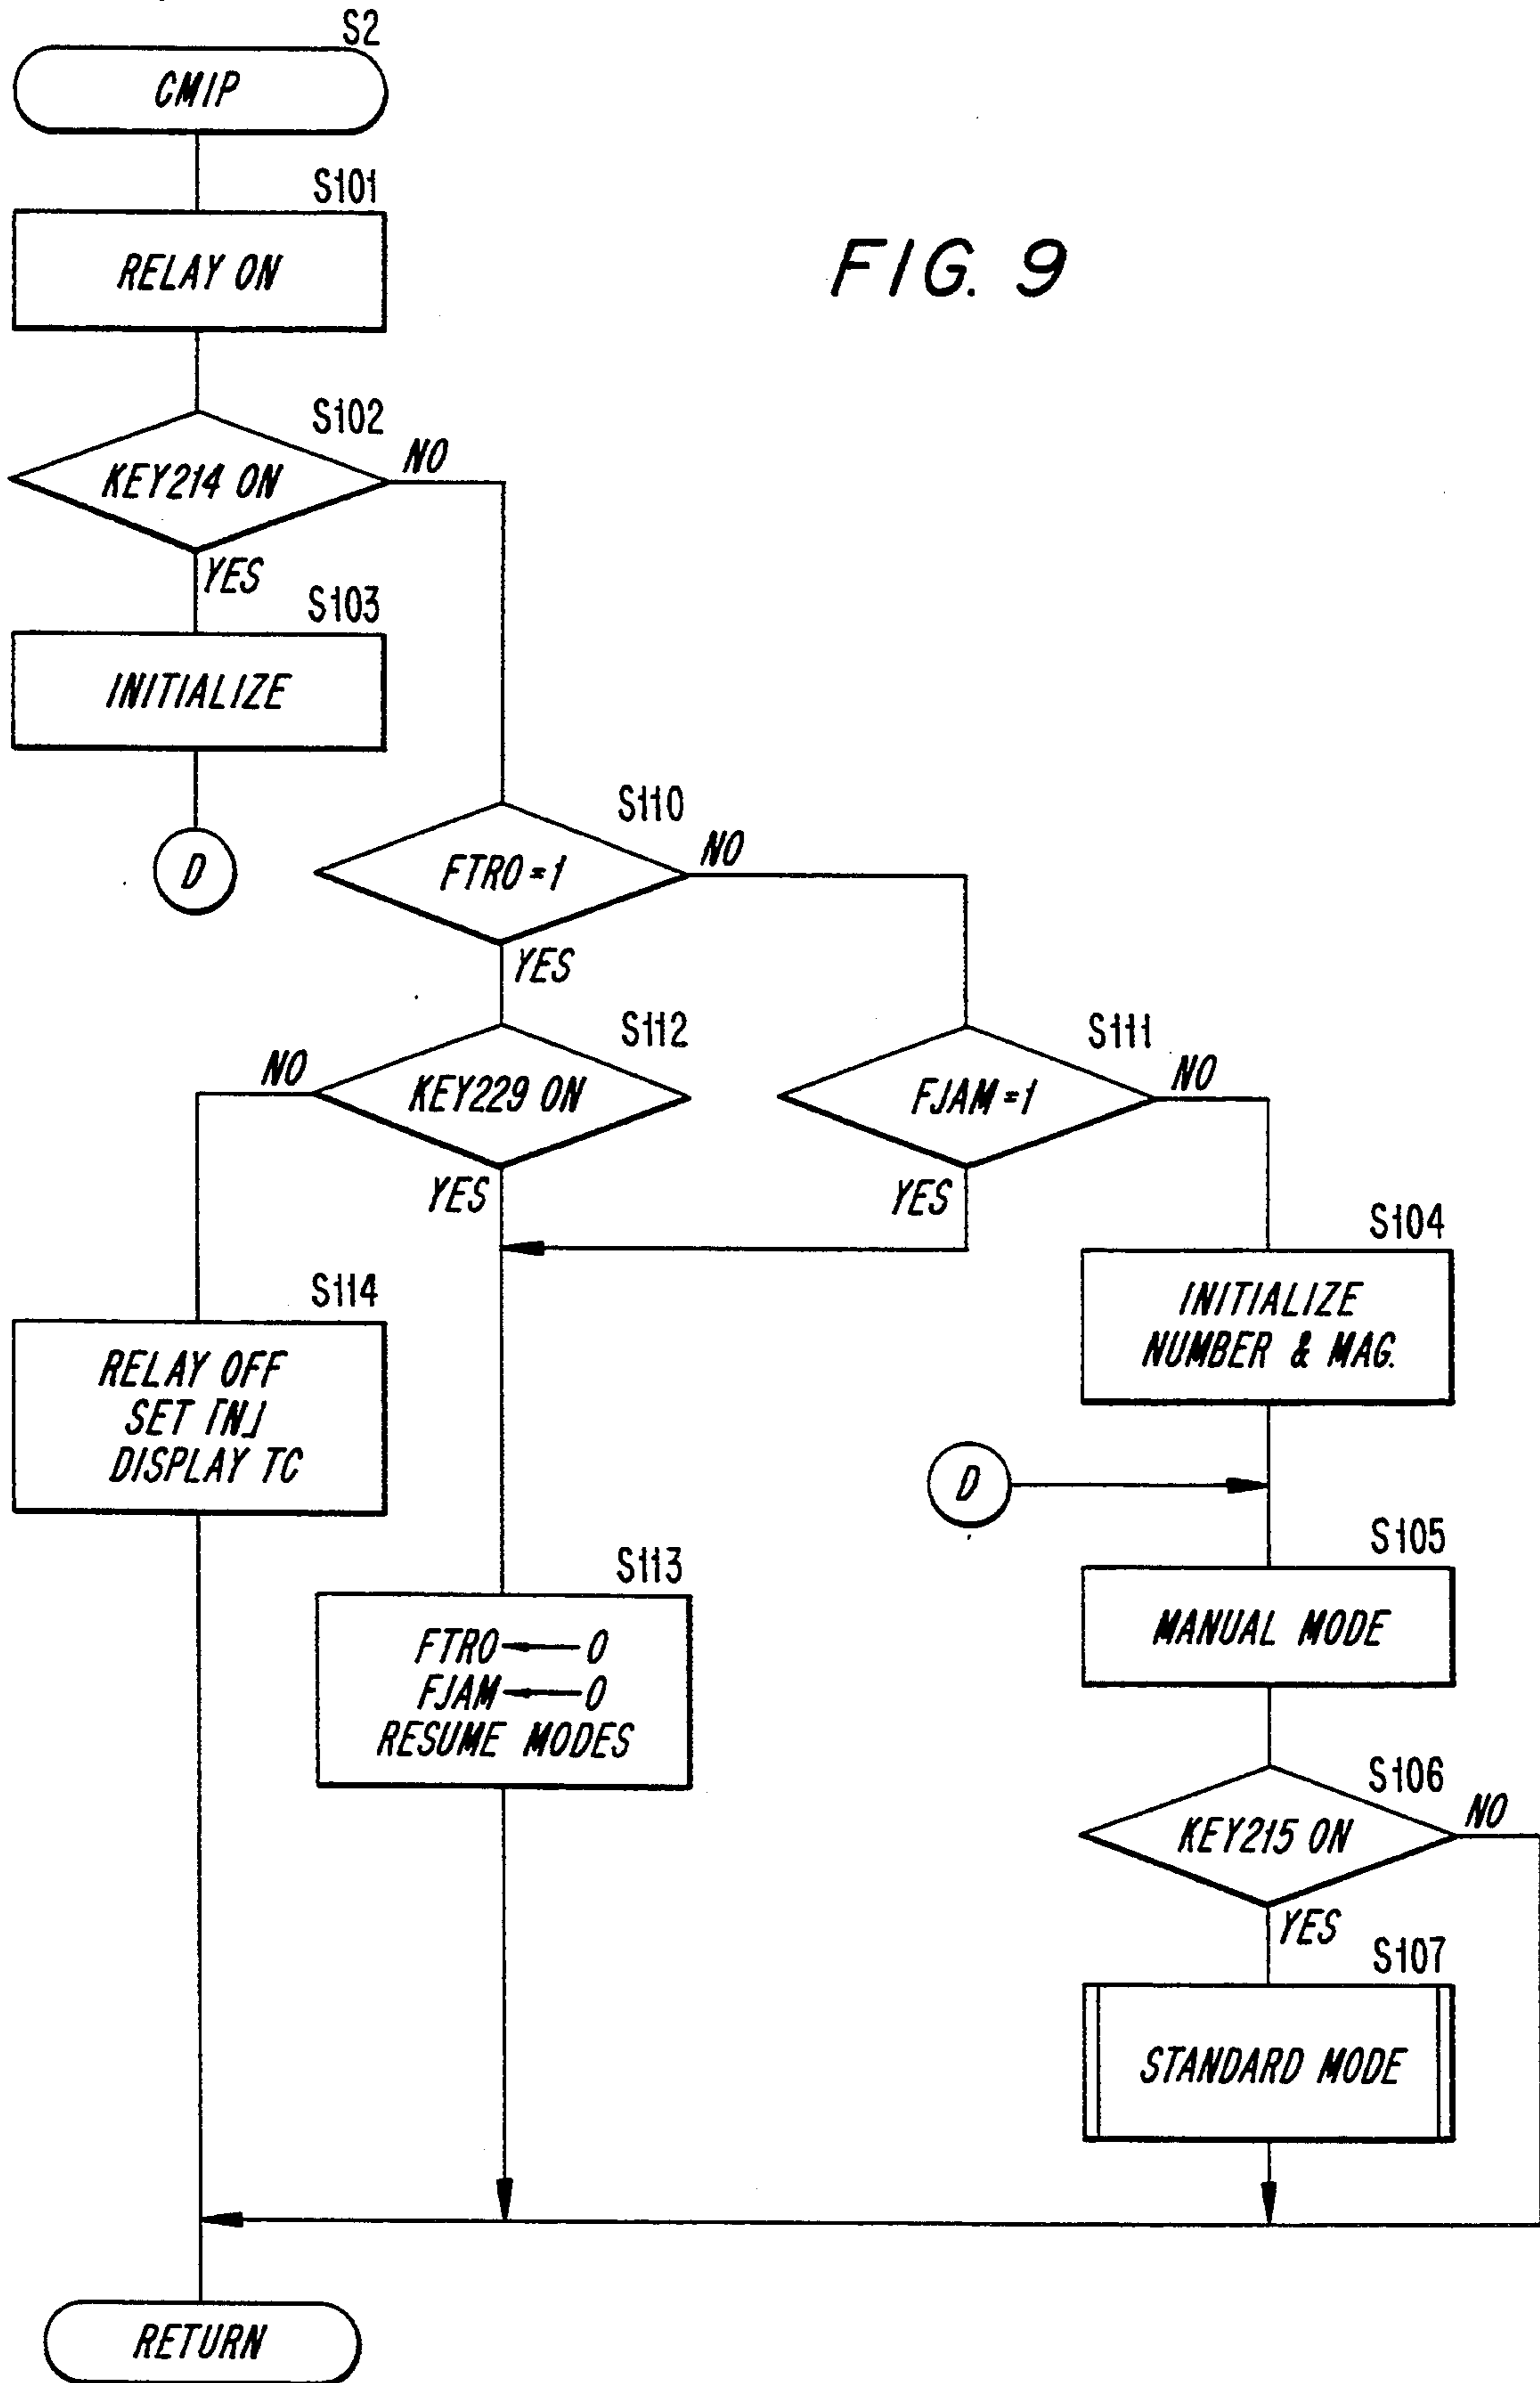 S2
CMIP
S101
RELAY ON
FIG. 9
S102
KEY214 ON
NO
YES
S103
INITIALIZE
D
S110
FTRO=1
NO
YES
S112
KEY229 ON
NO
YES
S111
FJAM=1
NO
YES
S114
RELAY OFF
SET「N」
DISPLAY TC
S113
FTRO←0
FJAM←0
RESUME MODES
S104
INITIALIZE
NUMBER & MAG.
D
S105
MANUAL MODE
S106
KEY215 ON
NO
YES
S107
STANDARD MODE
RETURN